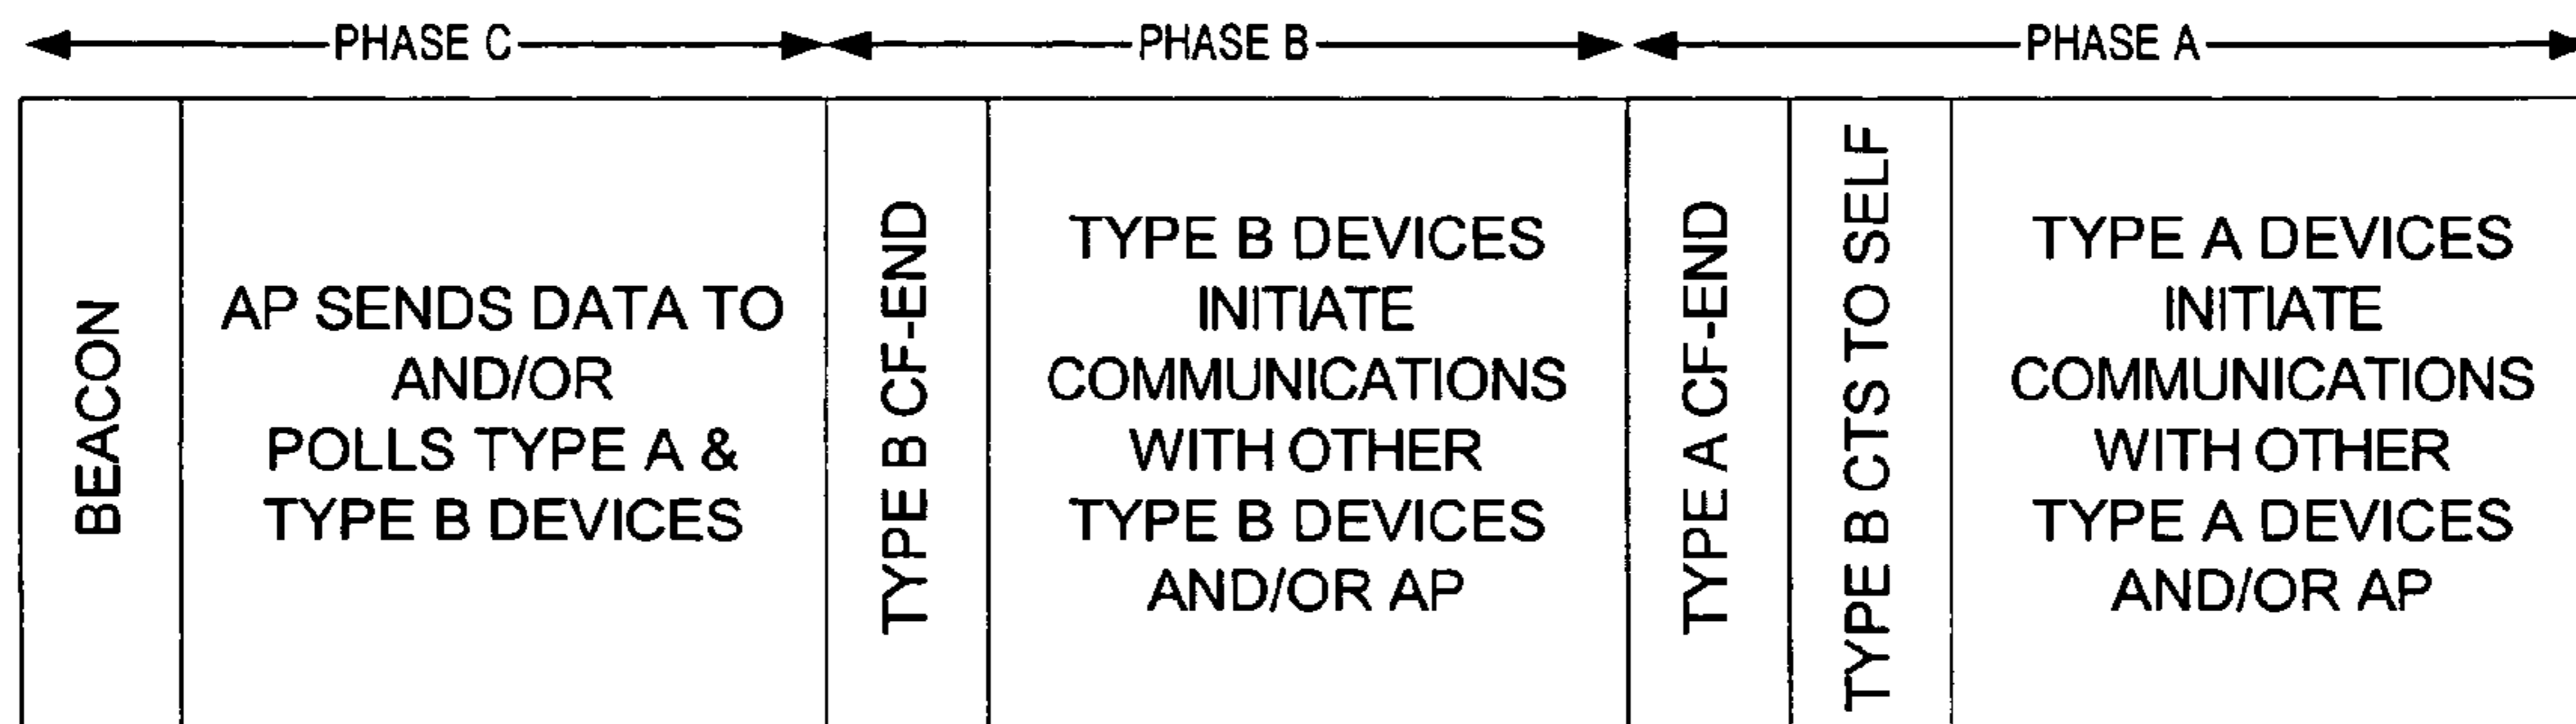 PHASE C
PHASE B
PHASE A
BEACON
AP SENDS DATA TO
AND/OR
POLLS TYPE A &
TYPE B DEVICES
TYPE B CF-END
TYPE B DEVICES
INITIATE
COMMUNICATIONS
WITH OTHER
TYPE B DEVICES
AND/OR AP
TYPE A CF-END
TYPE B CTS TO SELF
TYPE A DEVICES
INITIATE
COMMUNICATIONS
WITH OTHER
TYPE A DEVICES
AND/OR AP